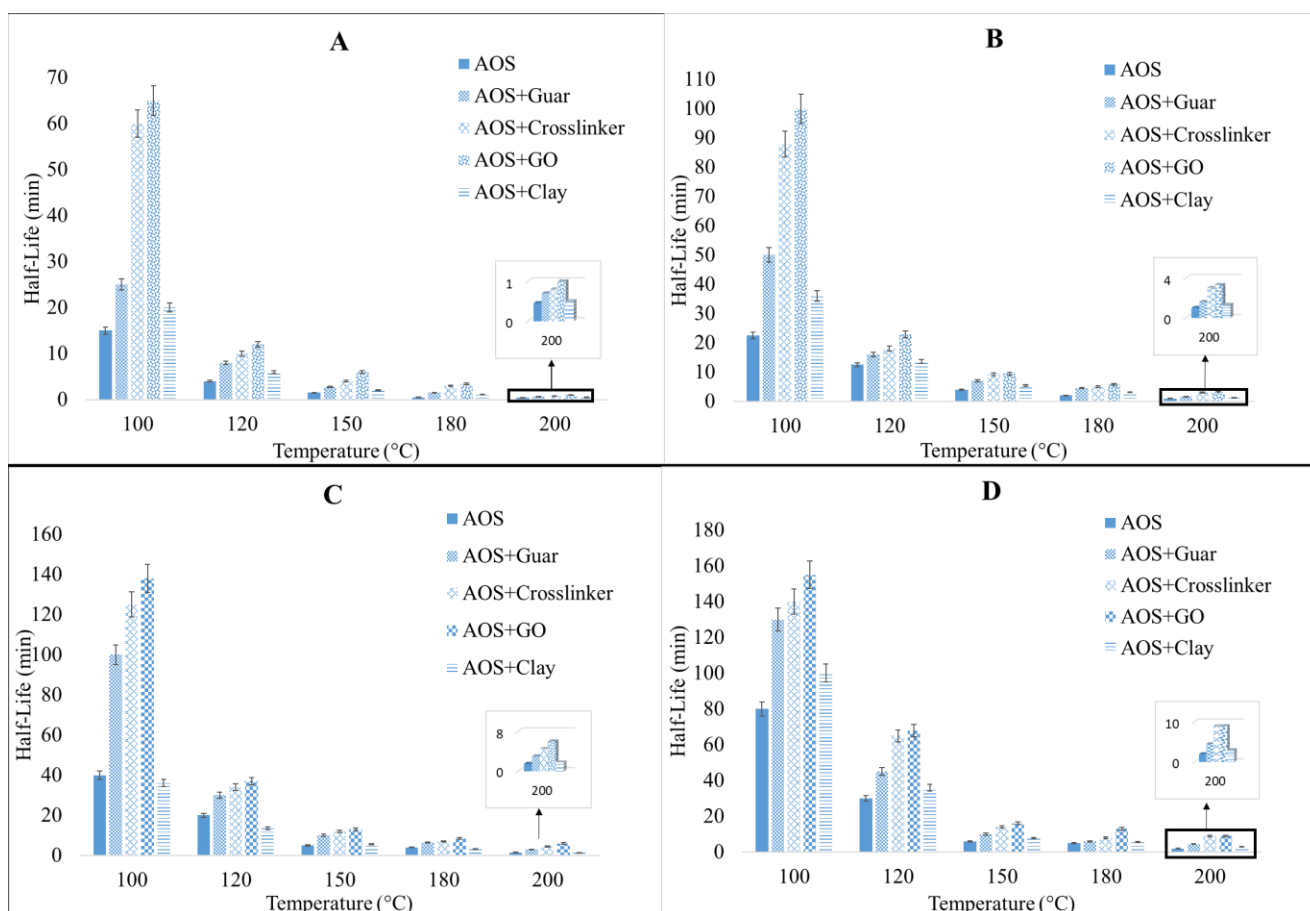 A
AOS
AOS+Guar
AOS+Crosslinker
AOS+GO
AOS+Clay
Half-Life (min)
70
60
50
40
30
20
10
0
1
0
200
100 120 150 180 200
Temperature (°C)
B
AOS
AOS+Guar
AOS+Crosslinker
AOS+GO
AOS+Clay
Half-Life (min)
110
100
90
80
70
60
50
40
30
20
10
0
4
0
200
100 120 150 180 200
Temperature (°C)
C
AOS
AOS+Guar
AOS+Crosslinker
AOS+GO
AOS+Clay
Half-Life (min)
160
140
120
100
80
60
40
20
0
8
0
200
100 120 150 180 200
Temperature (°C)
D
AOS
AOS+Guar
AOS+Crosslinker
AOS+GO
AOS+Clay
Half-Life (min)
180
160
140
120
100
80
60
40
20
0
10
0
200
100 120 150 180 200
Temperature (°C)